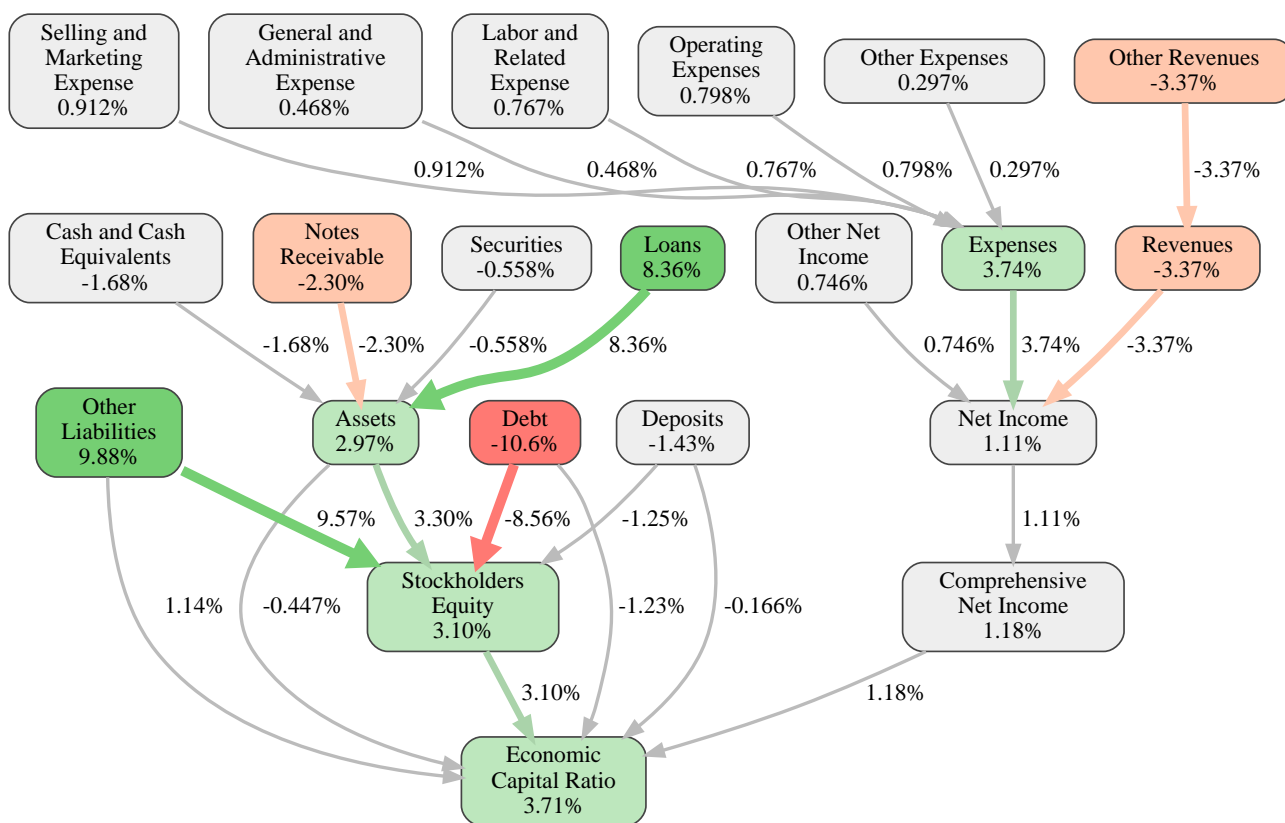 Selling and
Marketing
Expense
0.912%
General and
Administrative
Expense
0.468%
Labor and
Related
Expense
0.767%
Operating
Expenses
0.798%
Other Expenses
0.297%
Other Revenues
-3.37%
0.912%
0.468%
0.767%
0.798%
0.297%
-3.37%
Cash and Cash
Equivalents
-1.68%
Notes
Receivable
-2.30%
Securities
-0.558%
Loans
8.36%
Other Net
Income
0.746%
Expenses
3.74%
Revenues
-3.37%
-1.68%
-2.30%
-0.558%
8.36%
0.746%
3.74%
-3.37%
Other
Liabilities
9.88%
Assets
2.97%
Debt
-10.6%
Deposits
-1.43%
Net Income
1.11%
9.57%
3.30%
-8.56%
-1.25%
1.11%
1.14%
-0.447%
Stockholders
Equity
3.10%
-1.23%
-0.166%
Comprehensive
Net Income
1.18%
3.10%
1.18%
Economic
Capital Ratio
3.71%